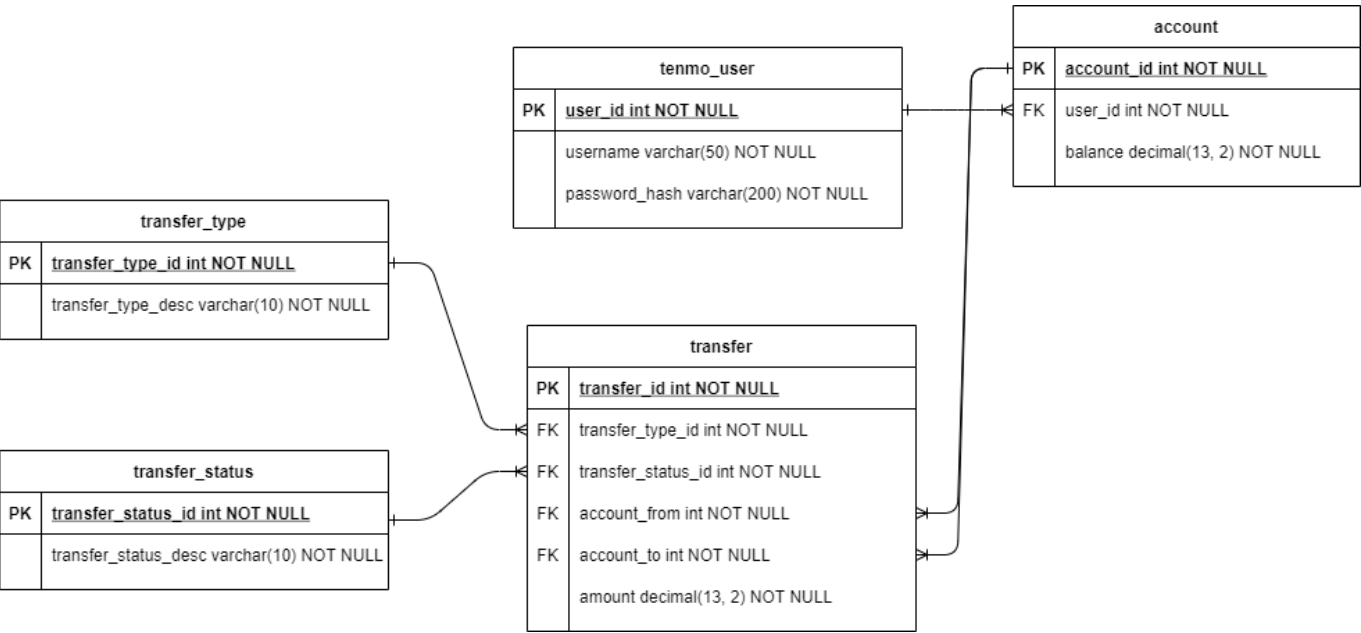 account
PK account_id int NOT NULL
FK user_id int NOT NULL
balance decimal(13, 2) NOT NULL
tenmo_user
PK user_id int NOT NULL
username varchar(50) NOT NULL
password_hash varchar(200) NOT NULL
transfer_type
PK transfer_type_id int NOT NULL
transfer_type_desc varchar(10) NOT NULL
transfer
PK transfer_id int NOT NULL
FK transfer_type_id int NOT NULL
FK transfer_status_id int NOT NULL
FK account_from int NOT NULL
FK account_to int NOT NULL
amount decimal(13, 2) NOT NULL
transfer_status
PK transfer_status_id int NOT NULL
transfer_status_desc varchar(10) NOT NULL